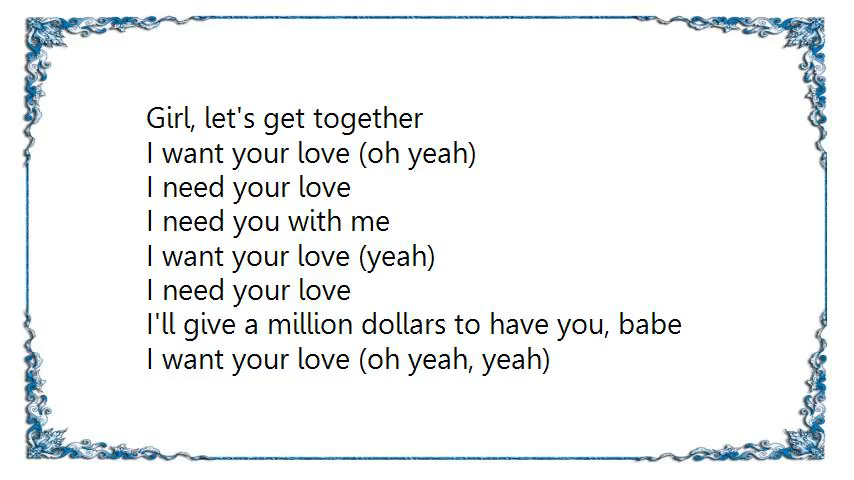 Girl, let's get together
I want your love (oh yeah)
I need your love
I need you with me
I want your love (yeah)
I need your love
I'll give a million dollars to have you, babe
I want your love (oh yeah, yeah)